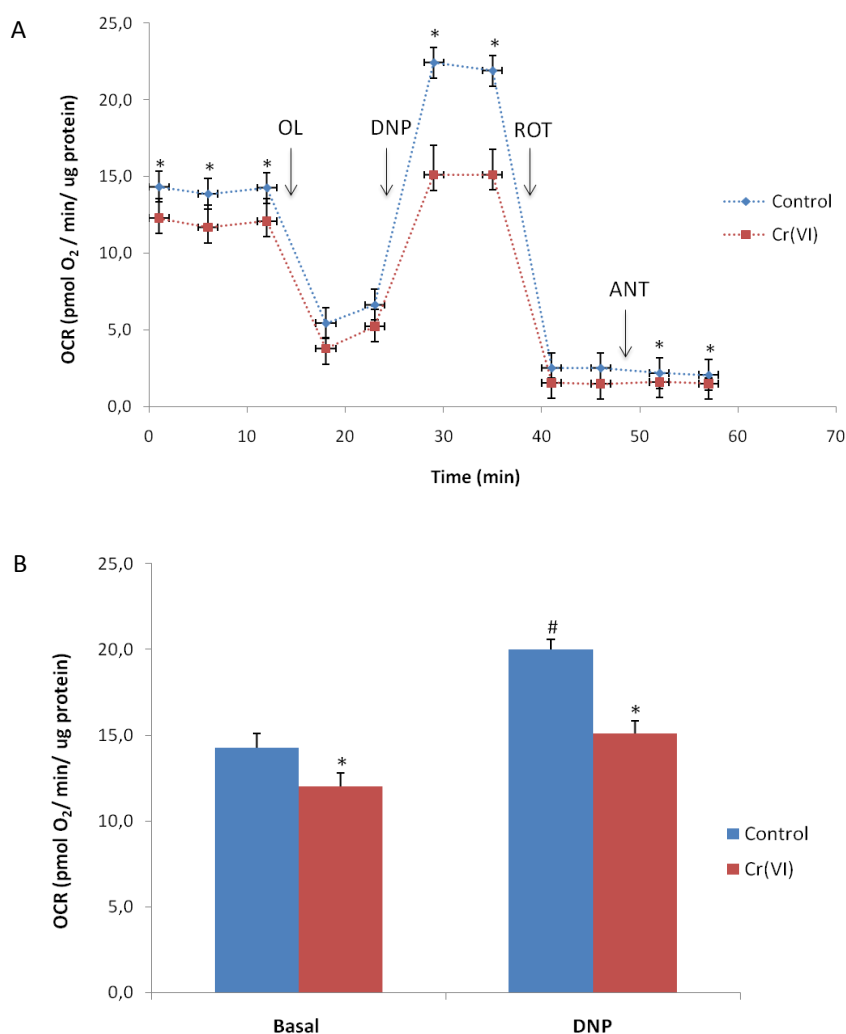 A
OCR (pmol O₂ / min/ ug protein)
25,0
20,0
15,0
10,0
5,0
0,0
0 10 20 30 40 50 60 70
Time (min)
* * * * * * *
OL
DNP
ROT
ANT
Control
Cr(VI)
B
OCR (pmol O₂/ min/ ug protein)
25,0
20,0
15,0
10,0
5,0
0,0
* # *
Basal DNP
Control
Cr(VI)